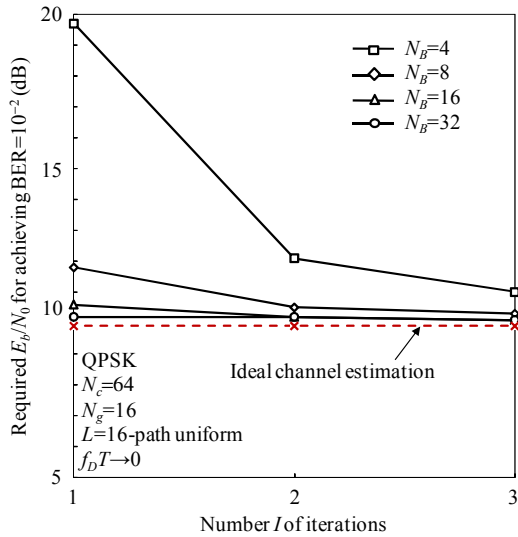 Required E_b/N_0 for achieving BER=10^−2 (dB)
20
15
10
5
N_B=4
N_B=8
N_B=16
N_B=32
Ideal channel estimation
QPSK
N_c=64
N_g=16
L=16-path uniform
f_D T→0
1
2
3
Number I of iterations